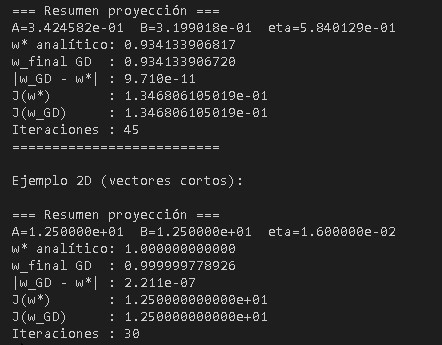 === Resumen proyección ===
A=3.424582e-01  B=3.199018e-01  eta=5.840129e-01
w* analítico: 0.934133906817
w_final GD  : 0.934133906720
|w_GD - w*| : 9.710e-11
J(w*)       : 1.346806105019e-01
J(w_GD)     : 1.346806105019e-01
Iteraciones : 45
==========================
Ejemplo 2D (vectores cortos):
=== Resumen proyección ===
A=1.250000e+01  B=1.250000e+01  eta=1.600000e-02
w* analítico: 1.000000000000
w_final GD  : 0.999999778926
|w_GD - w*| : 2.211e-07
J(w*)       : 1.250000000000e+01
J(w_GD)     : 1.250000000000e+01
Iteraciones : 30